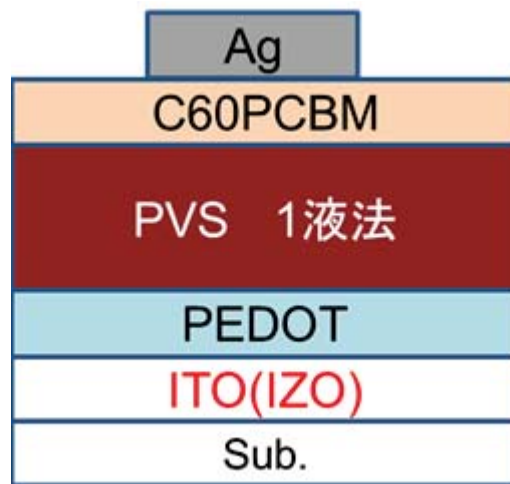 Ag
C60PCBM
PVS　1液法
PEDOT
ITO(IZO)
Sub.